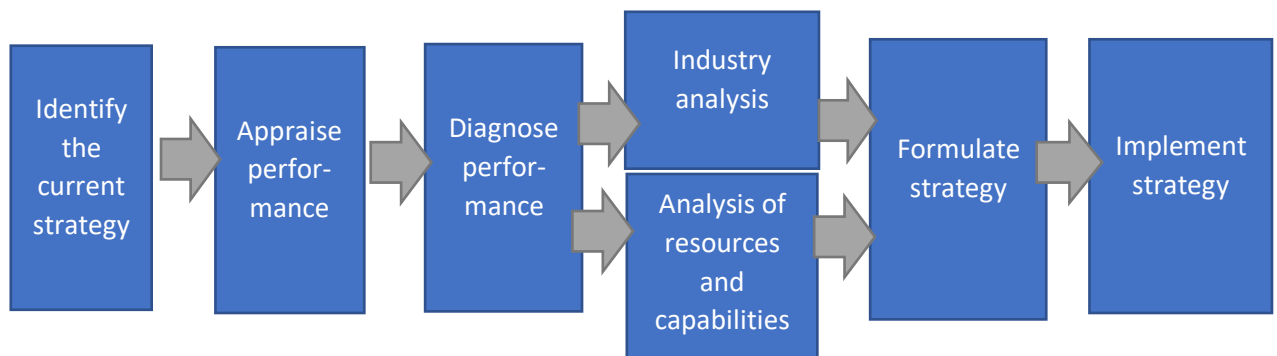 Identify
the
current
strategy
Appraise
perfor-
mance
Diagnose
perfor-
mance
Industry
analysis
Analysis of
resources
and
capabilities
Formulate
strategy
Implement
strategy